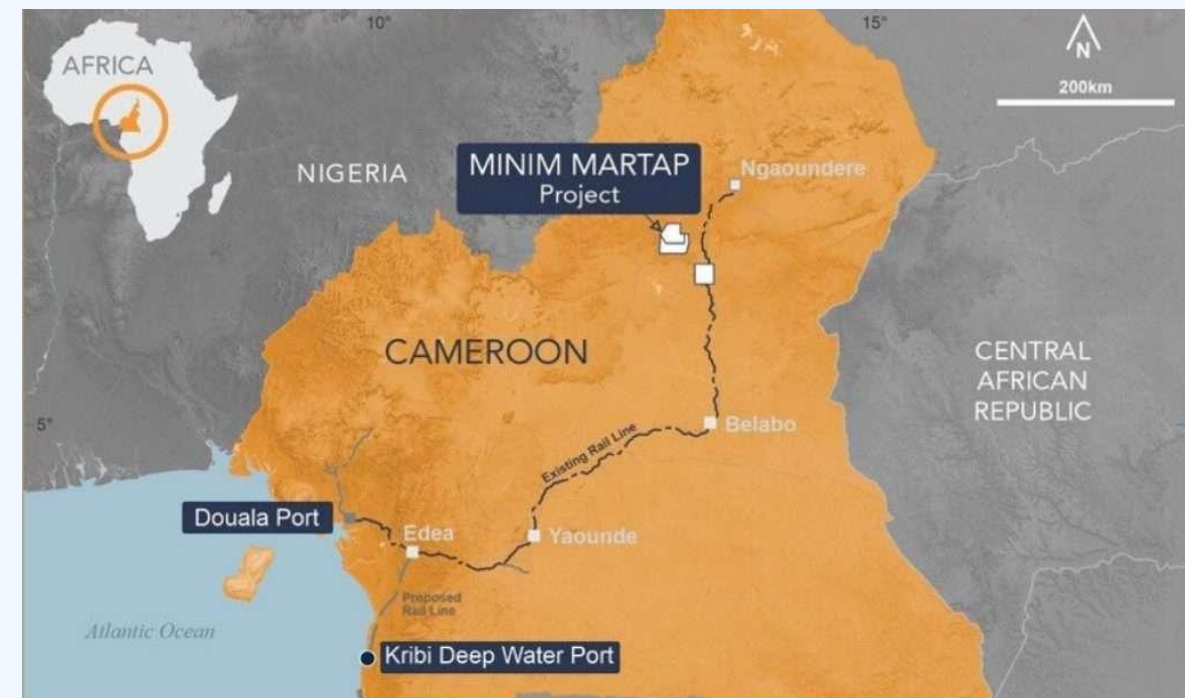 10°
15°
AFRICA
N
200km
NIGERIA
MINIM MARTAP
Project
Ngaoundere
CAMEROON
CENTRAL
AFRICAN
REPUBLIC
5°
Belabo
Existing Rail Line
Douala Port
Edea
Yaounde
Proposed
Rail Line
Atlantic Ocean
Kribi Deep Water Port